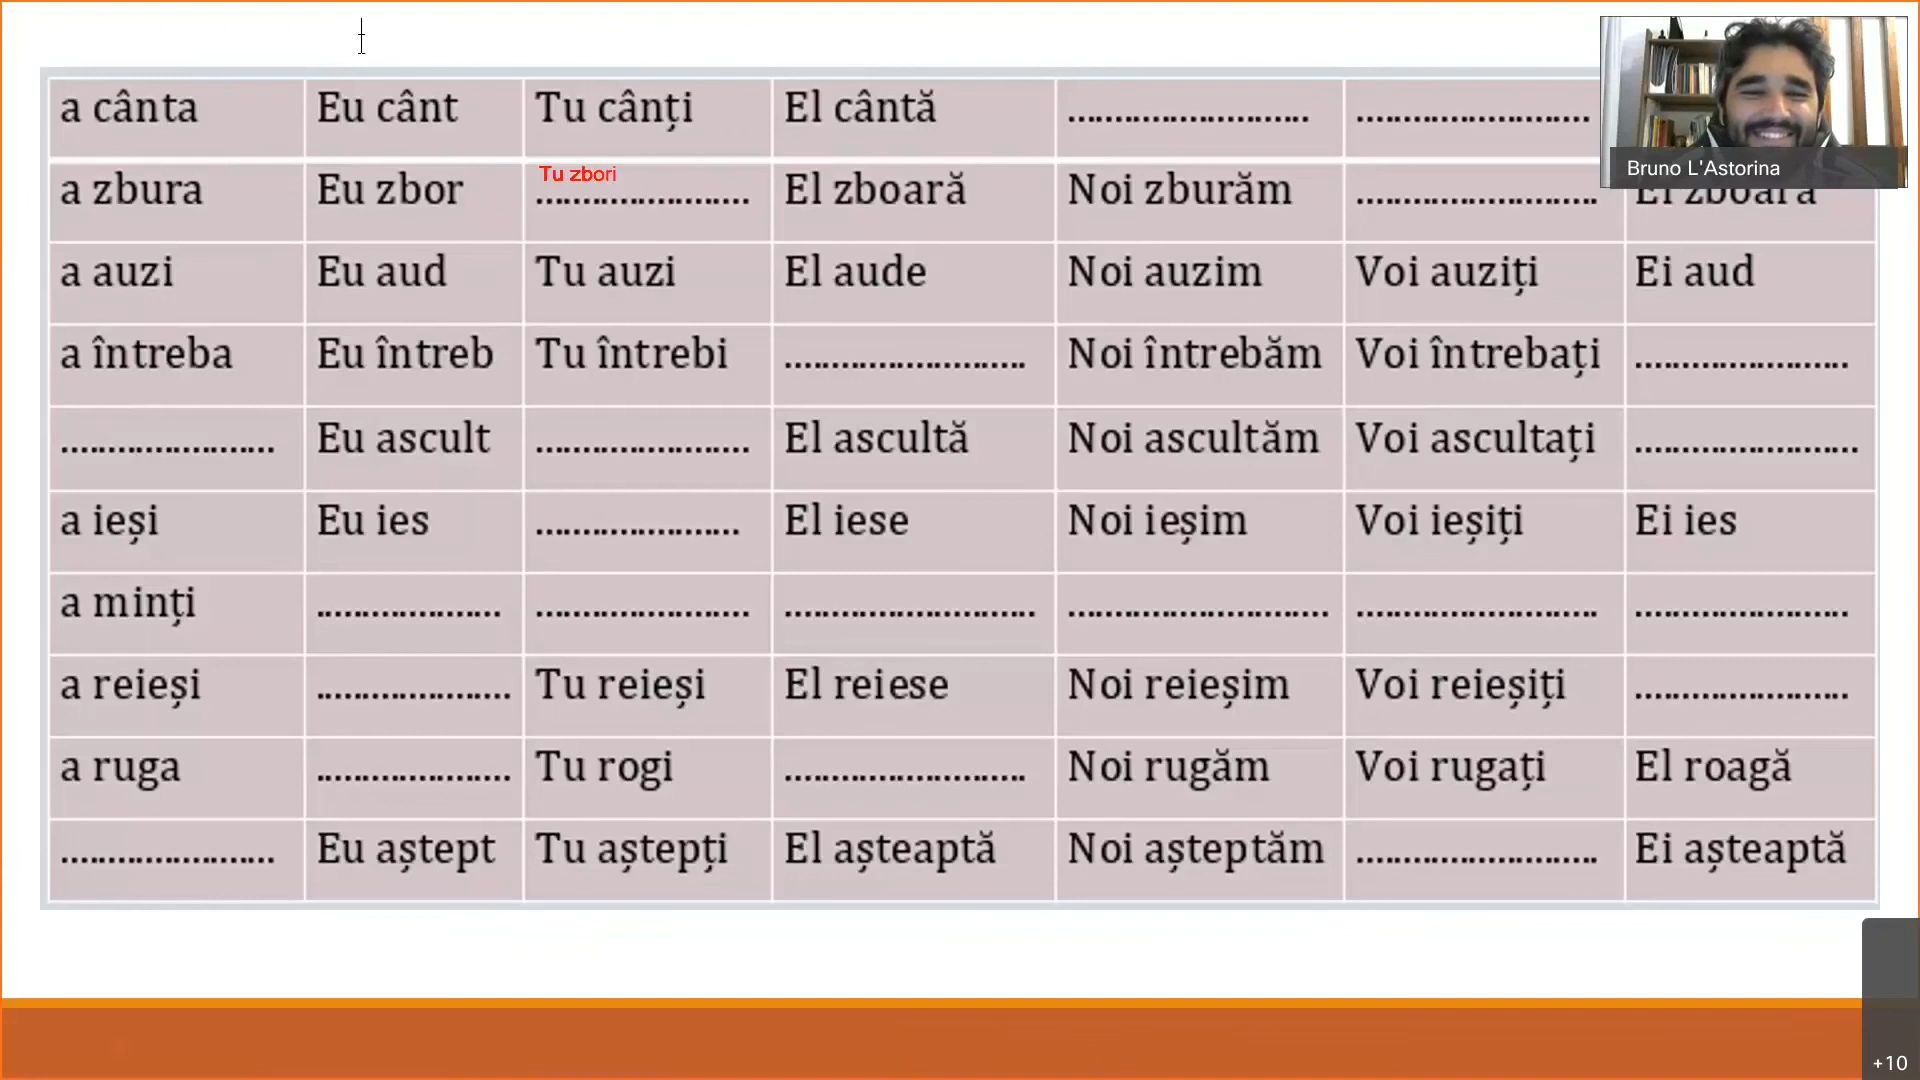 a cânta Eu cânt Tu cânți El cântă ........................... ...........................
Bruno L'Astorina
Tu zbori
a zbura Eu zbor ........................ El zboară Noi zburăm ........................... El zboară
a auzi Eu aud Tu auzi El aude Noi auzim Voi auziți Ei aud
a întreba Eu întreb Tu întrebi ........................... Noi întrebăm Voi întrebați ........................
........................ Eu ascult ........................ El ascultă Noi ascultăm Voi ascultați .........................
a ieși Eu ies ....................... El iese Noi ieșim Voi ieșiți Ei ies
a minți ..................... ........................ ............................ ............................. ........................... ........................
a reieși ...................... Tu reieși El reiese Noi reieșim Voi reieșiți ........................
a ruga ...................... Tu rogi ........................... Noi rugăm Voi rugați El roagă
........................ Eu aștept Tu aștepți El așteaptă Noi așteptăm ........................... Ei așteaptă
+10